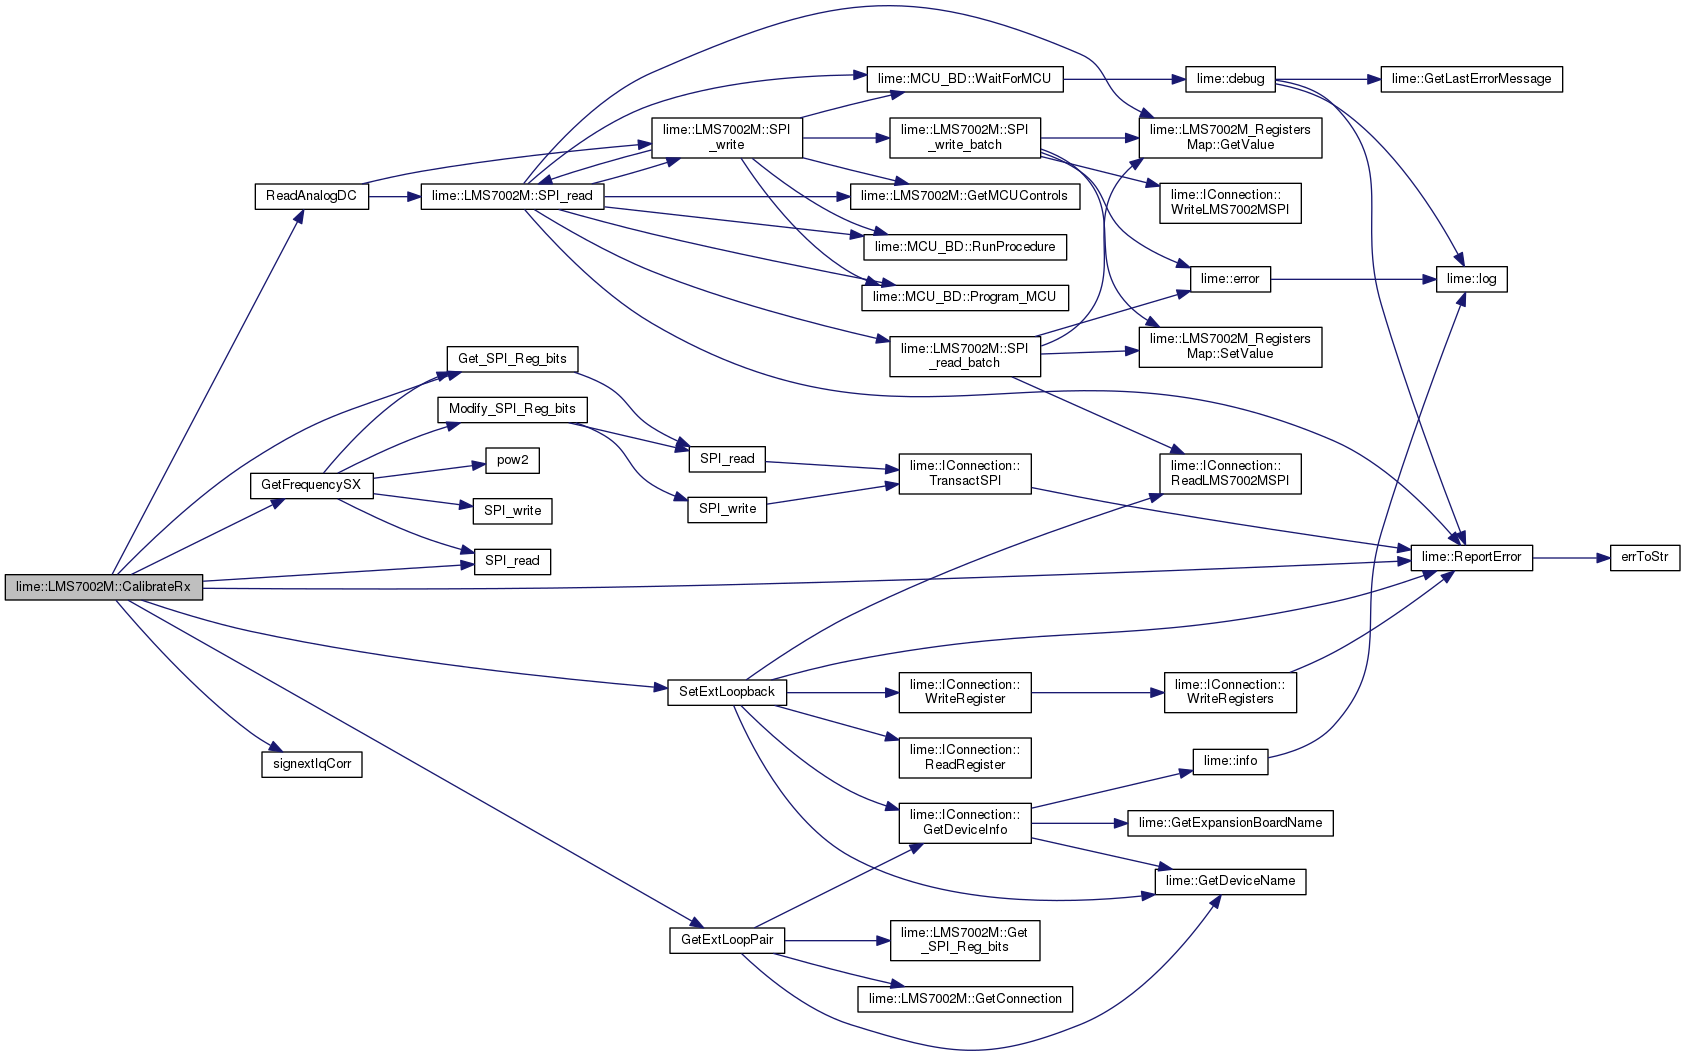 lime::MCU_BD::WaitForMCU
lime::debug
lime::GetLastErrorMessage
lime::LMS7002M::SPI
_write
lime::LMS7002M::SPI
_write_batch
lime::LMS7002M_Registers
Map::GetValue
ReadAnalogDC
lime::LMS7002M::SPI_read
lime::LMS7002M::GetMCUControls
lime::IConnection::
WriteLMS7002MSPI
lime::MCU_BD::RunProcedure
lime::error
lime::log
lime::MCU_BD::Program_MCU
lime::LMS7002M::SPI
_read_batch
lime::LMS7002M_Registers
Map::SetValue
Get_SPI_Reg_bits
Modify_SPI_Reg_bits
pow2
SPI_read
lime::IConnection::
TransactSPI
lime::IConnection::
ReadLMS7002MSPI
GetFrequencySX
SPI_write
SPI_write
SPI_read
lime::ReportError
errToStr
lime::LMS7002M::CalibrateRx
SetExtLoopback
lime::IConnection::
WriteRegister
lime::IConnection::
WriteRegisters
signextIqCorr
lime::IConnection::
ReadRegister
lime::info
lime::IConnection::
GetDeviceInfo
lime::GetExpansionBoardName
lime::GetDeviceName
GetExtLoopPair
lime::LMS7002M::Get
_SPI_Reg_bits
lime::LMS7002M::GetConnection